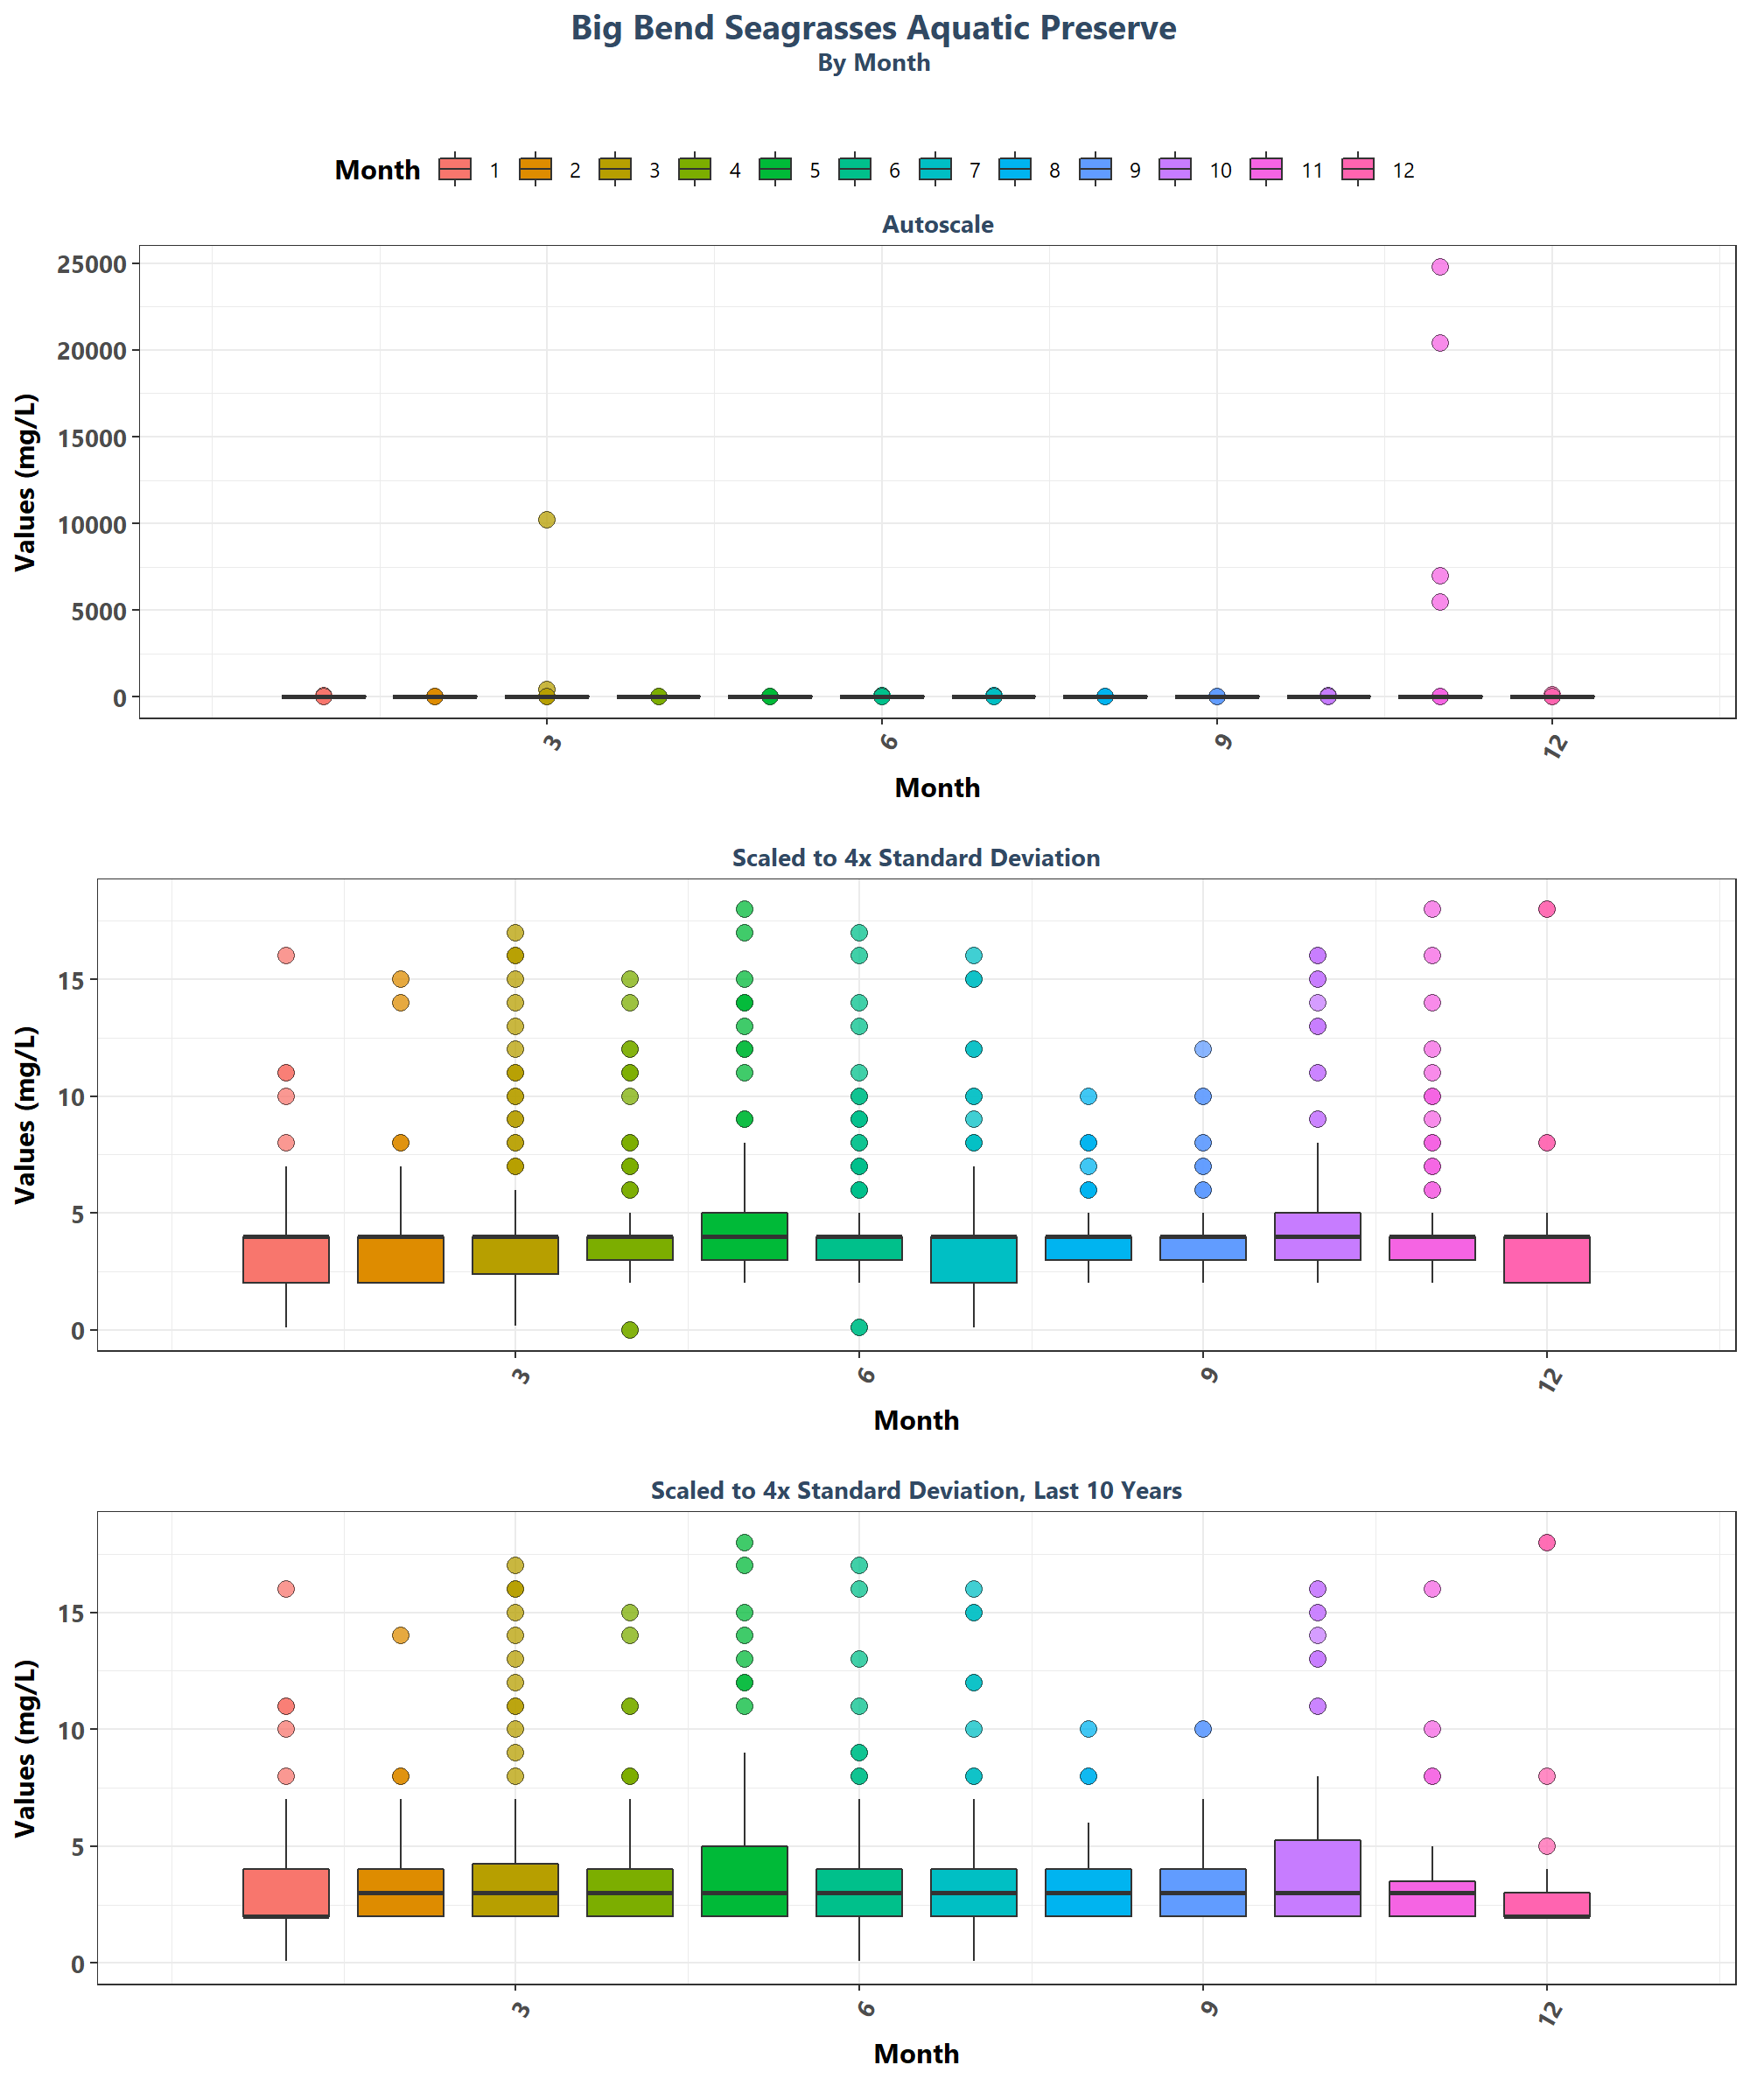 Big Bend Seagrasses Aquatic Preserve
By Month
Month 1 2 3 4 5 6 7 8 9 10 11 12
Autoscale
Values (mg/L)
25000
20000
15000
10000
5000
0
3 6 9 12
Month
Scaled to 4x Standard Deviation
Values (mg/L)
15
10
5
0
3 6 9 12
Month
Scaled to 4x Standard Deviation, Last 10 Years
Values (mg/L)
15
10
5
0
3 6 9 12
Month